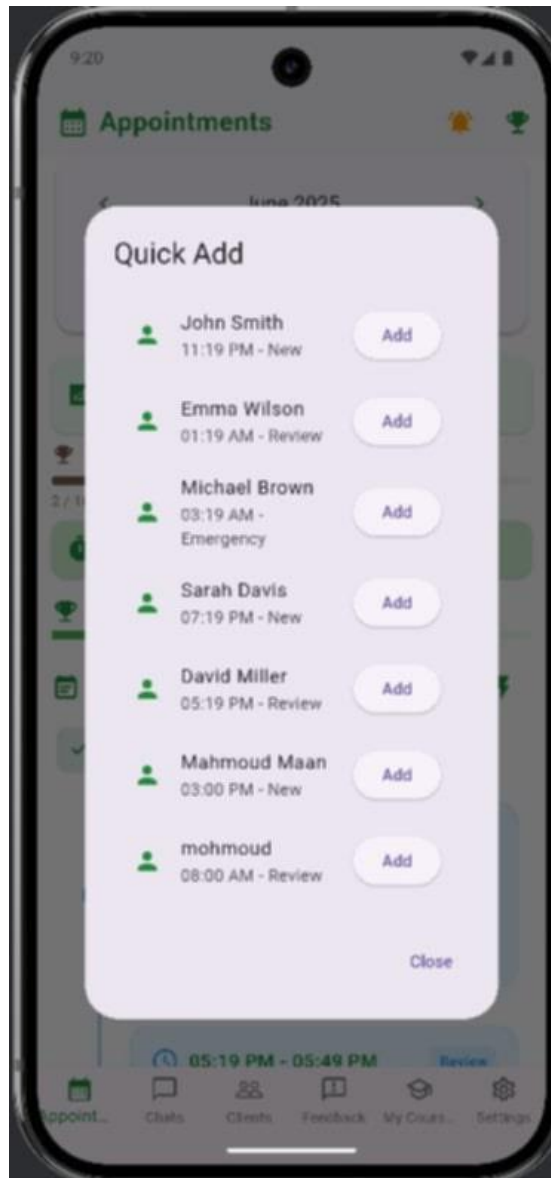 9:20
Appointments
June 2025
Quick Add
John Smith
11:19 PM - New
Add
Emma Wilson
01:19 AM - Review
Add
Michael Brown
03:19 AM -
Emergency
Add
Sarah Davis
07:19 PM - New
Add
David Miller
05:19 PM - Review
Add
Mahmoud Maan
03:00 PM - New
Add
mohmoud
08:00 AM - Review
Add
Close
05:19 PM - 05:49 PM
Review
Appoint...
Chats
Clients
Feedback
My Cours...
Settings